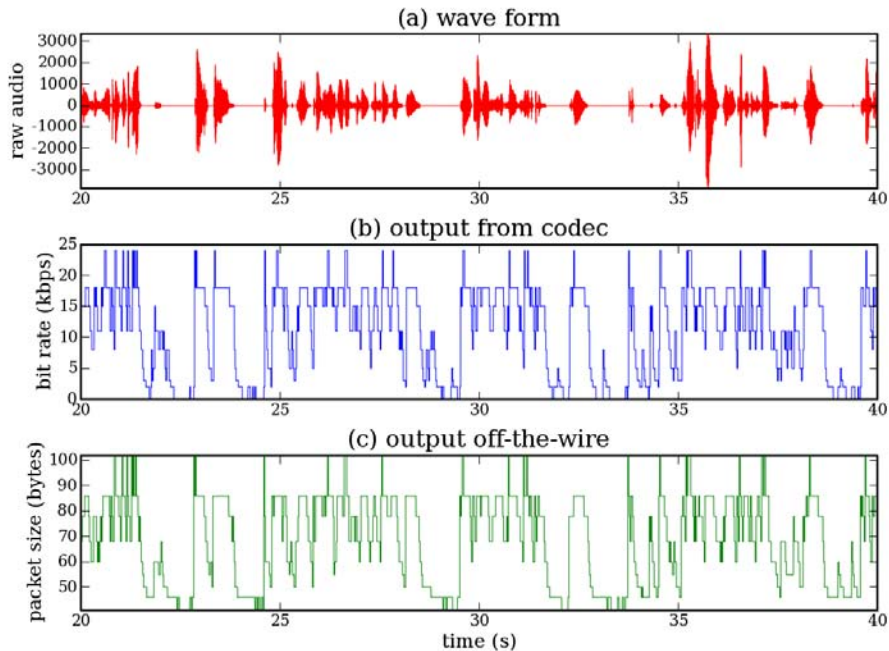 (a) wave form
raw audio
3000
2000
1000
0
-1000
-2000
-3000
20 25 30 35 40
(b) output from codec
bit rate (kbps)
25
20
15
10
5
0
20 25 30 35 40
(c) output off-the-wire
packet size (bytes)
100
90
80
70
60
50
20 25 30 35 40
time (s)